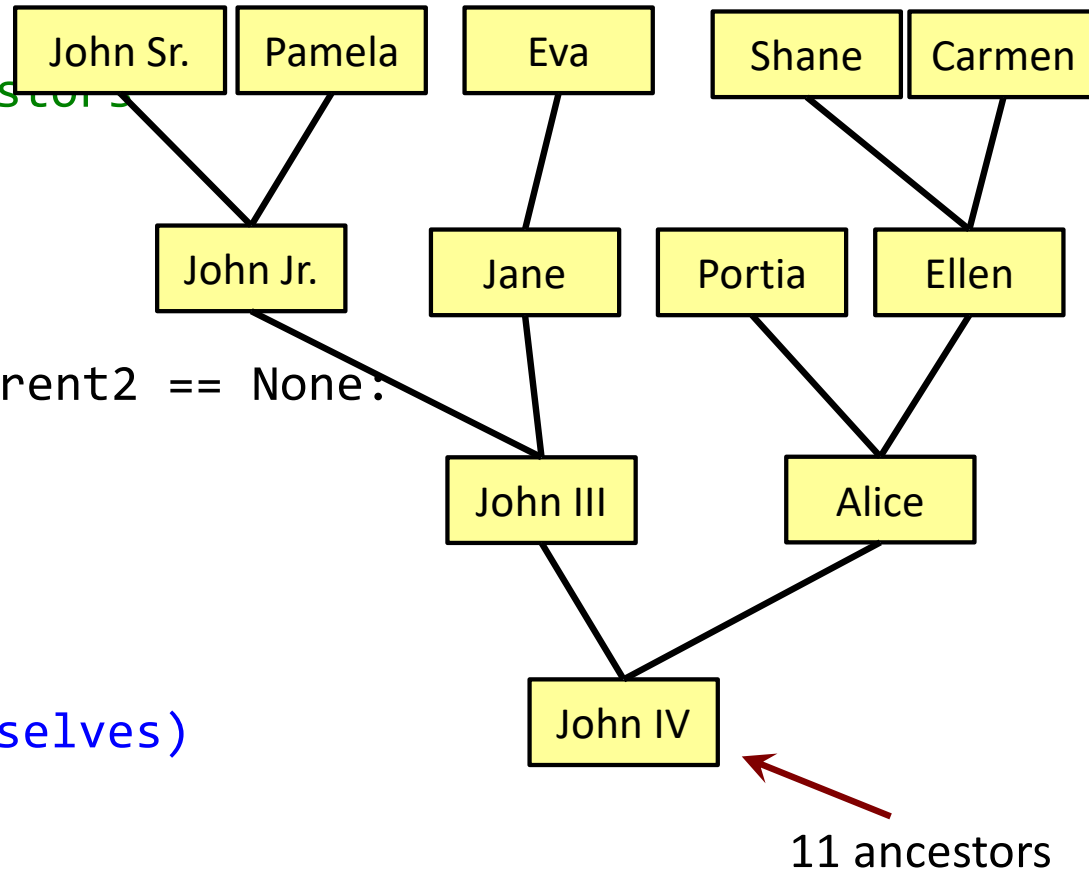 John Sr. Pamela Eva Shane Carmen
stors
John Jr. Jane Portia Ellen
rent2 == None:
John III Alice
John IV
selves)
11 ancestors